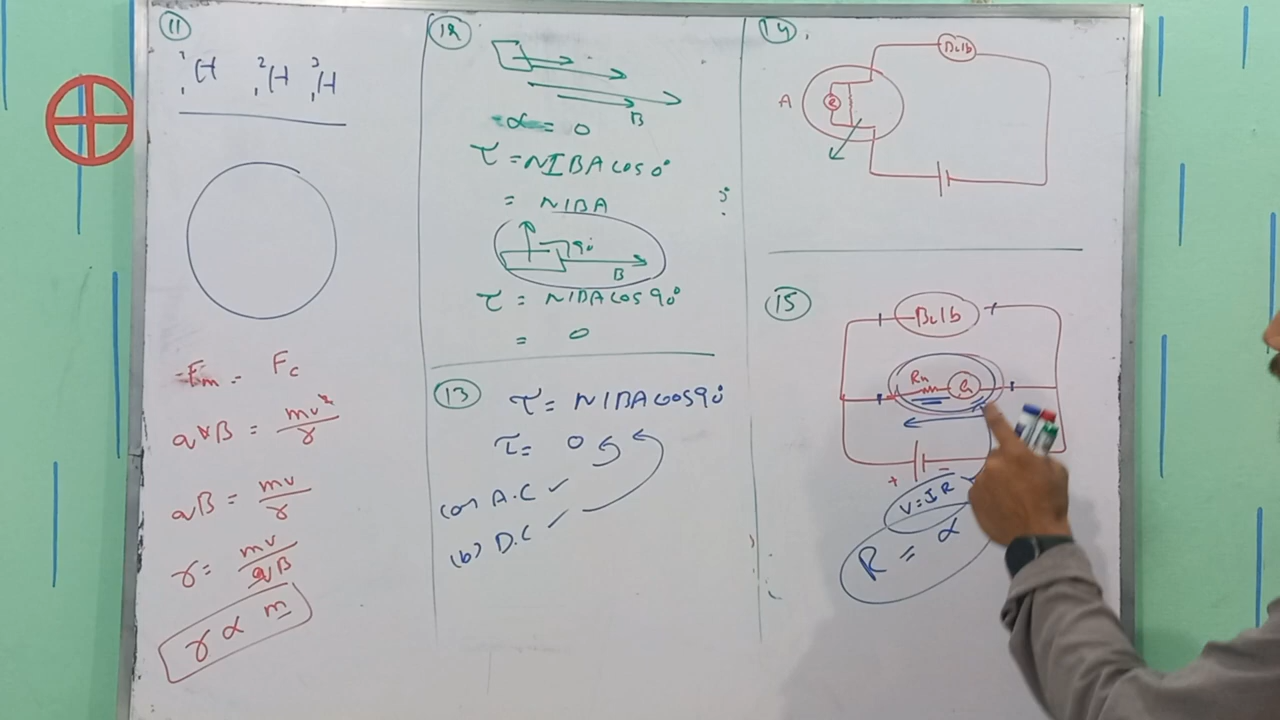 11
¹₁H ²₁H ³₁H
Fm = Fc
qvB = mv²/r
qB = mv/r
r = mv/qB
r ∝ m
12
B
α = 0
τ = NIBA cos 0°
= NIBA
90°
B
τ = NIBA cos 90°
= 0
13
τ = NIBA cos 90°
τ = 0
(a) A.C ✓
(b) D.C ✓
14
Bulb
A
G
15
Bulb
Rh
G
+ -
V = IR
R = α